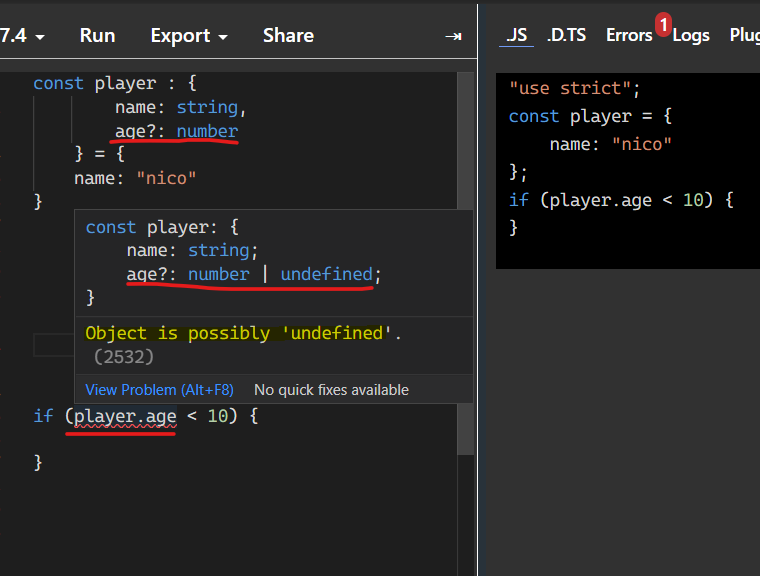 7.4 Run Export Share
const player : {
name: string,
age?: number
} = {
name: "nico"
}
const player: {
name: string;
age?: number | undefined;
}
Object is possibly 'undefined'.
(2532)
View Problem (Alt+F8) No quick fixes available
if (player.age < 10) {
}
.JS .D.TS Errors 1 Logs Plug
"use strict";
const player = {
name: "nico"
};
if (player.age < 10) {
}